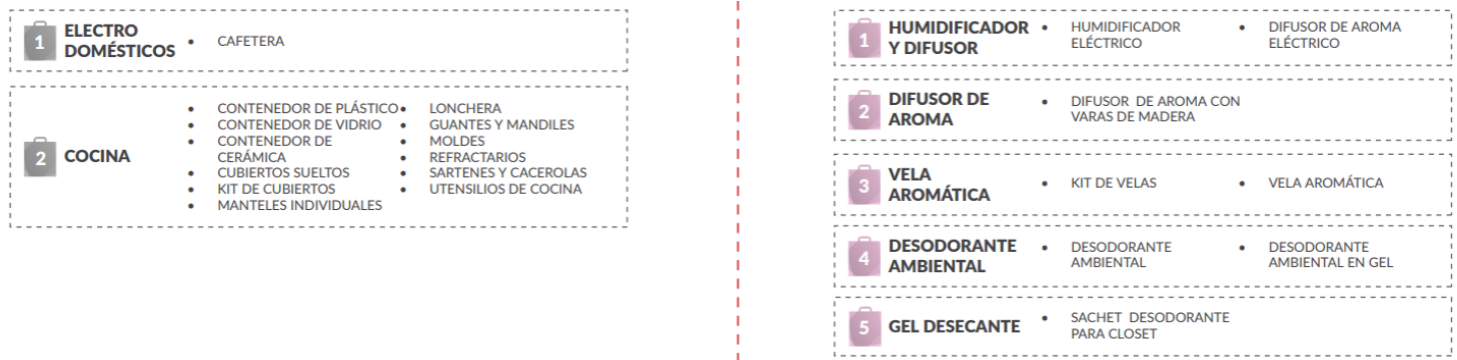 1
ELECTRO
DOMÉSTICOS
• CAFETERA
2
COCINA
• CONTENEDOR DE PLÁSTICO
• CONTENEDOR DE VIDRIO
• CONTENEDOR DE
CERÁMICA
• CUBIERTOS SUELTOS
• KIT DE CUBIERTOS
• MANTELES INDIVIDUALES
• LONCHERA
• GUANTES Y MANDILES
• MOLDES
• REFRACTARIOS
• SARTENES Y CACEROLAS
• UTENSILIOS DE COCINA
1
HUMIDIFICADOR
Y DIFUSOR
• HUMIDIFICADOR
ELÉCTRICO
• DIFUSOR DE AROMA
ELÉCTRICO
2
DIFUSOR DE
AROMA
• DIFUSOR DE AROMA CON
VARAS DE MADERA
3
VELA
AROMÁTICA
• KIT DE VELAS
• VELA AROMÁTICA
4
DESODORANTE
AMBIENTAL
• DESODORANTE
AMBIENTAL
• DESODORANTE
AMBIENTAL EN GEL
5
GEL DESECANTE
• SACHET DESODORANTE
PARA CLOSET